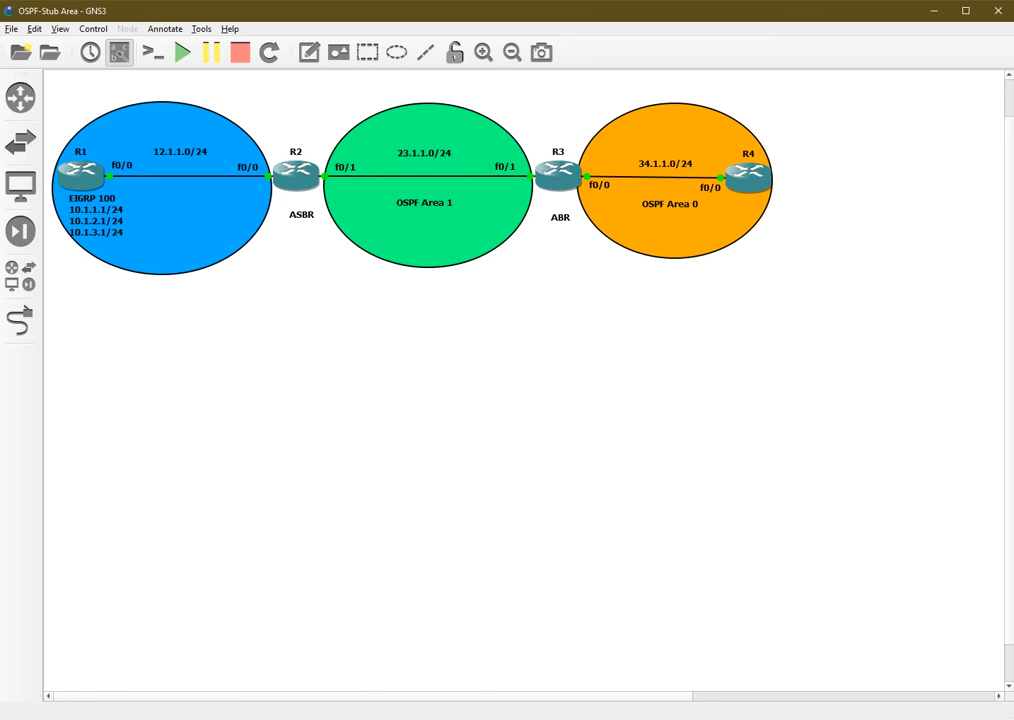 OSPF-Stub Area - GNS3
File Edit View Control Node Annotate Tools Help
R1 12.1.1.0/24 R2 23.1.1.0/24 R3 34.1.1.0/24 R4
f0/0 f0/0 f0/1 f0/1 f0/0 f0/0
EIGRP 100
10.1.1.1/24
10.1.2.1/24
10.1.3.1/24
ASBR
OSPF Area 1
ABR
OSPF Area 0